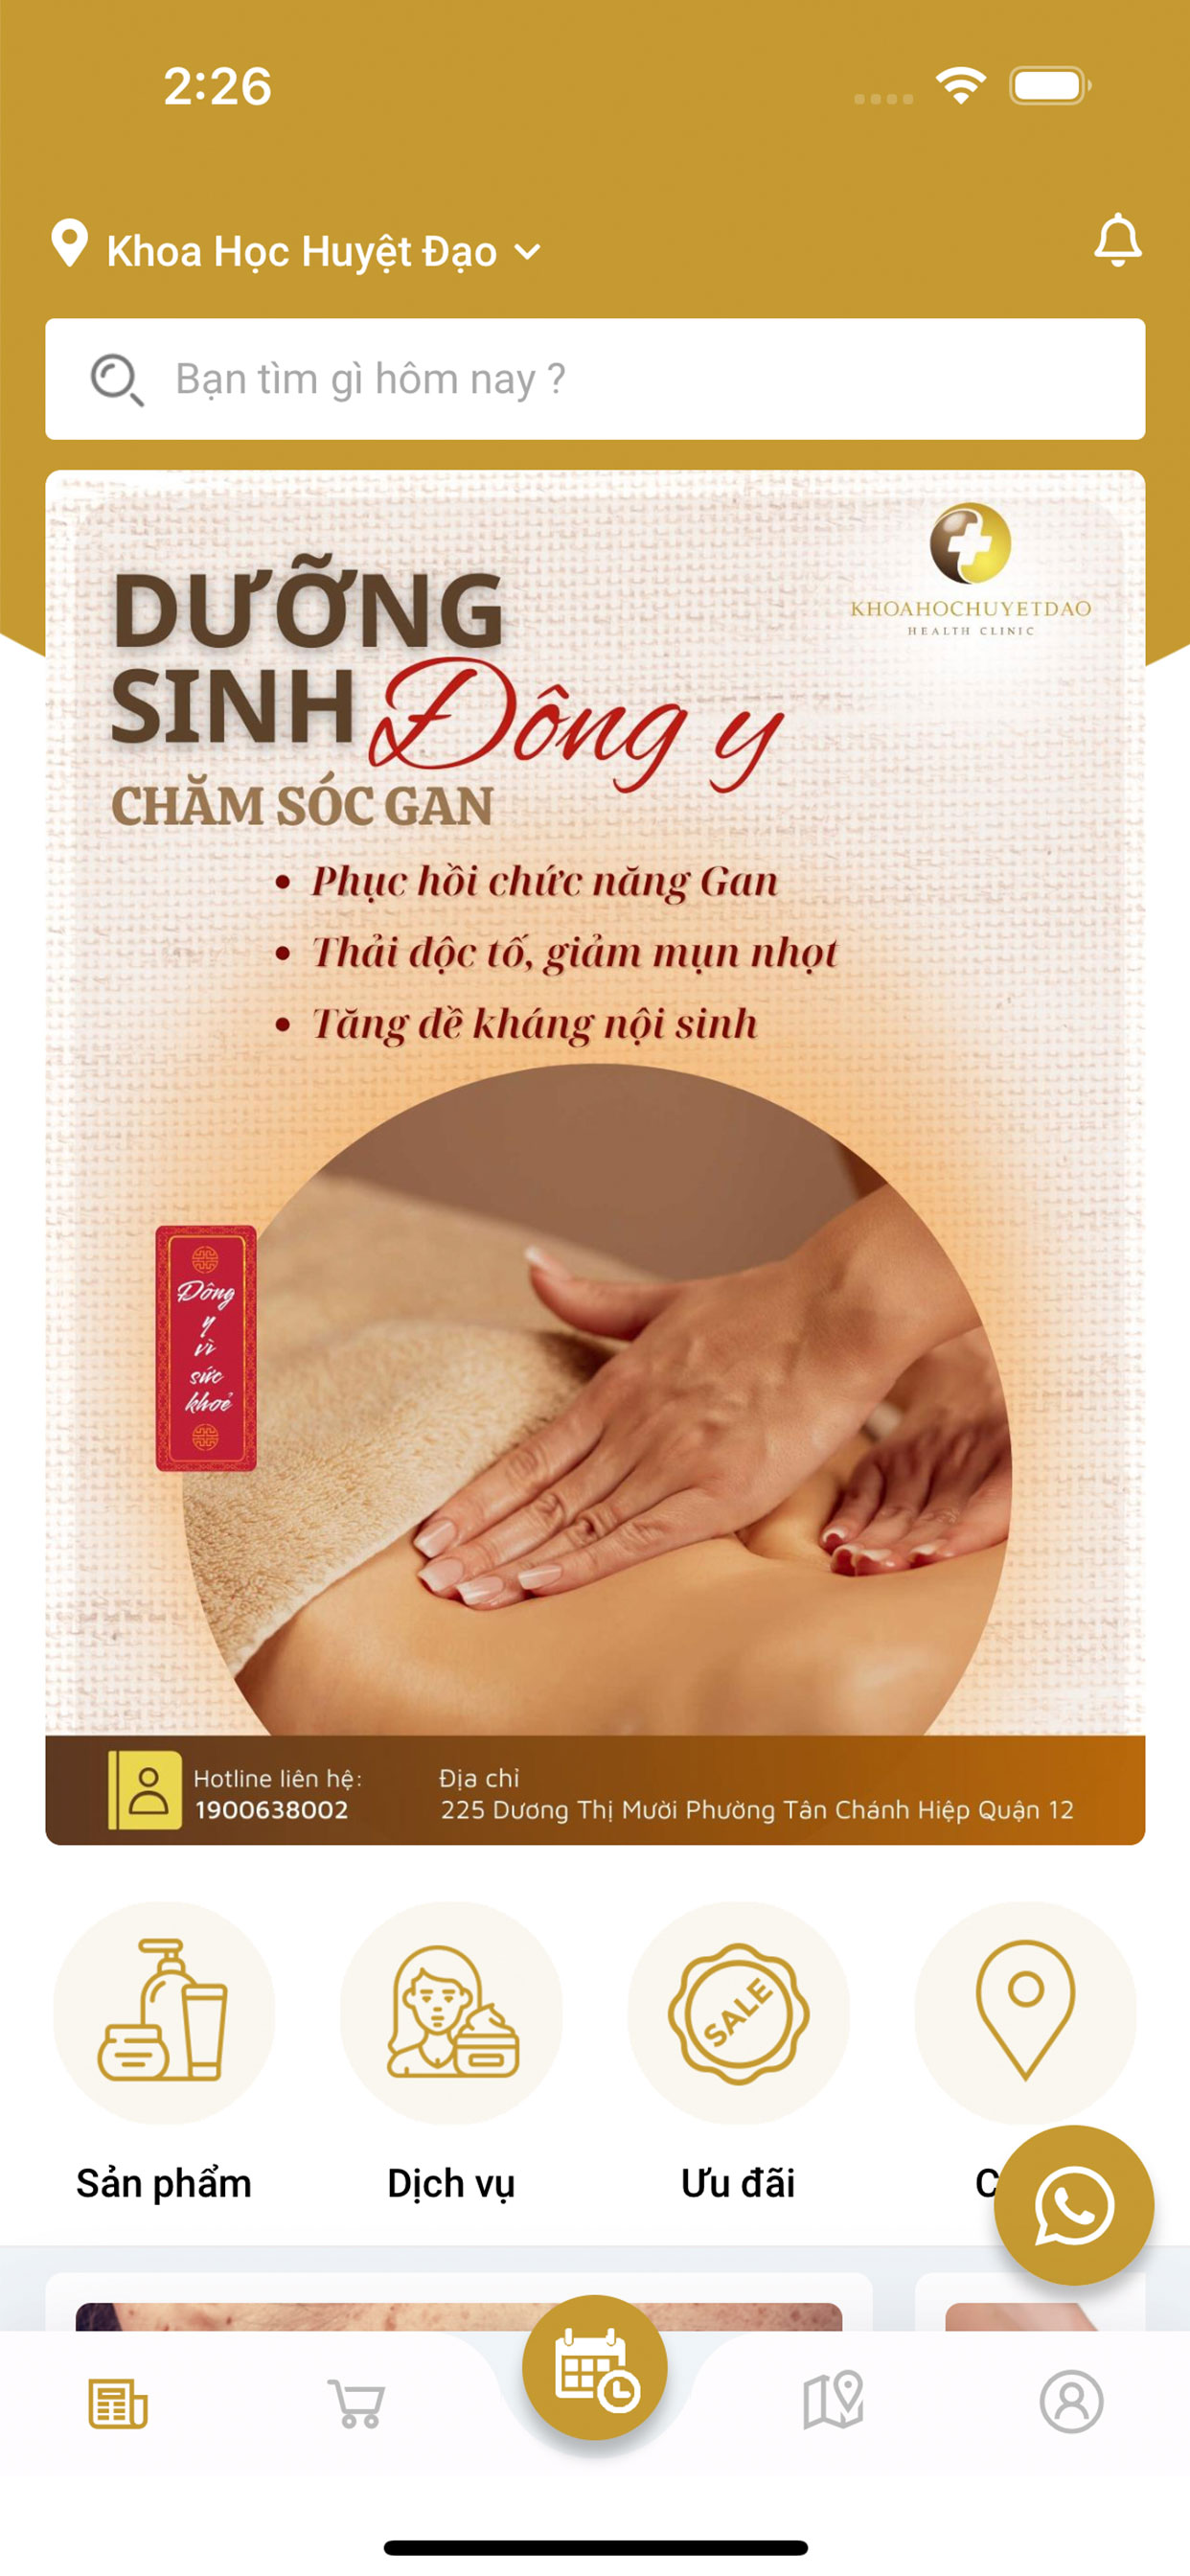 2:26
Khoa Học Huyệt Đạo
Bạn tìm gì hôm nay ?
KHOAHOCHUYETDAO
HEALTH CLINIC
DƯỠNG
SINH Đông y
CHĂM SÓC GAN
• Phục hồi chức năng Gan
• Thải độc tố, giảm mụn nhọt
• Tăng đề kháng nội sinh
Đông
y
vì
sức
khoẻ
Hotline liên hệ:
1900638002
Địa chỉ
225 Dương Thị Mười Phường Tân Chánh Hiệp Quận 12
SALE
Sản phẩm
Dịch vụ
Ưu đãi